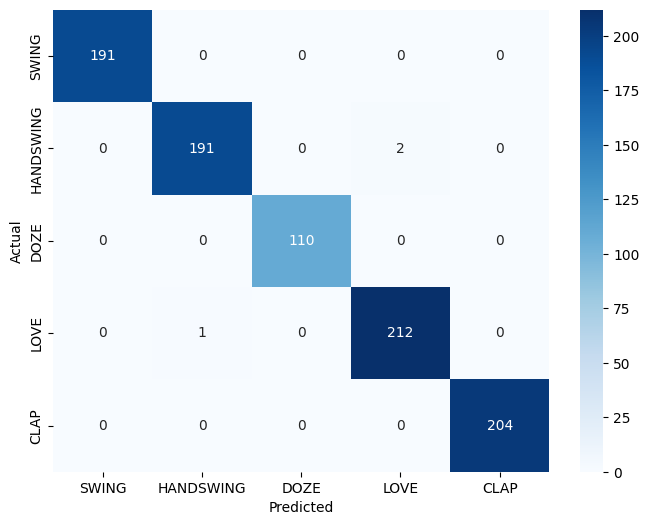 SWING 191 0 0 0 0
HANDSWING 0 191 0 2 0
DOZE 0 0 110 0 0
LOVE 0 1 0 212 0
CLAP 0 0 0 0 204
SWING HANDSWING DOZE LOVE CLAP
Predicted
Actual
200
175
150
125
100
75
50
25
0